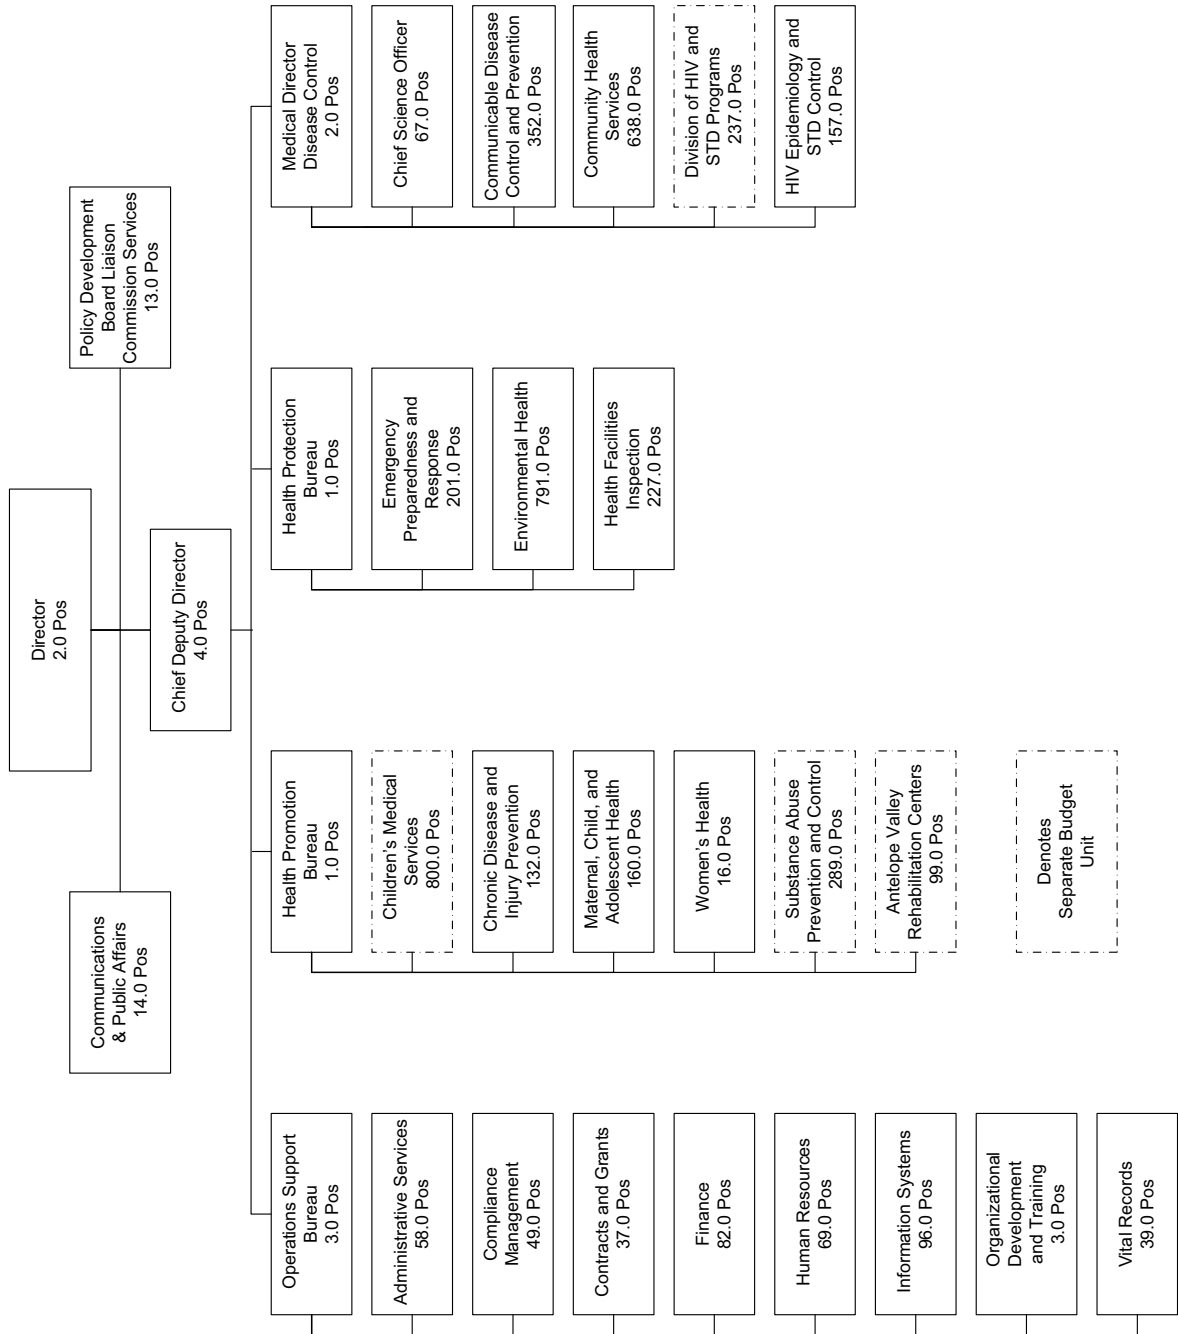 Director
2.0 Pos
Communications
& Public Affairs
14.0 Pos
Policy Development
Board Liaison
Commission Services
13.0 Pos
Chief Deputy Director
4.0 Pos
Operations Support
Bureau
3.0 Pos
Administrative Services
58.0 Pos
Compliance
Management
49.0 Pos
Contracts and Grants
37.0 Pos
Finance
82.0 Pos
Human Resources
69.0 Pos
Information Systems
96.0 Pos
Organizational
Development
and Training
3.0 Pos
Vital Records
39.0 Pos
Health Promotion
Bureau
1.0 Pos
Children's Medical
Services
800.0 Pos
Chronic Disease and
Injury Prevention
132.0 Pos
Maternal, Child, and
Adolescent Health
160.0 Pos
Women's Health
16.0 Pos
Substance Abuse
Prevention and Control
289.0 Pos
Antelope Valley
Rehabilitation Centers
99.0 Pos
Denotes
Separate Budget
Unit
Health Protection
Bureau
1.0 Pos
Emergency
Preparedness and
Response
201.0 Pos
Environmental Health
791.0 Pos
Health Facilities
Inspection
227.0 Pos
Medical Director
Disease Control
2.0 Pos
Chief Science Officer
67.0 Pos
Communicable Disease
Control and Prevention
352.0 Pos
Community Health
Services
638.0 Pos
Division of HIV and
STD Programs
237.0 Pos
HIV Epidemiology and
STD Control
157.0 Pos